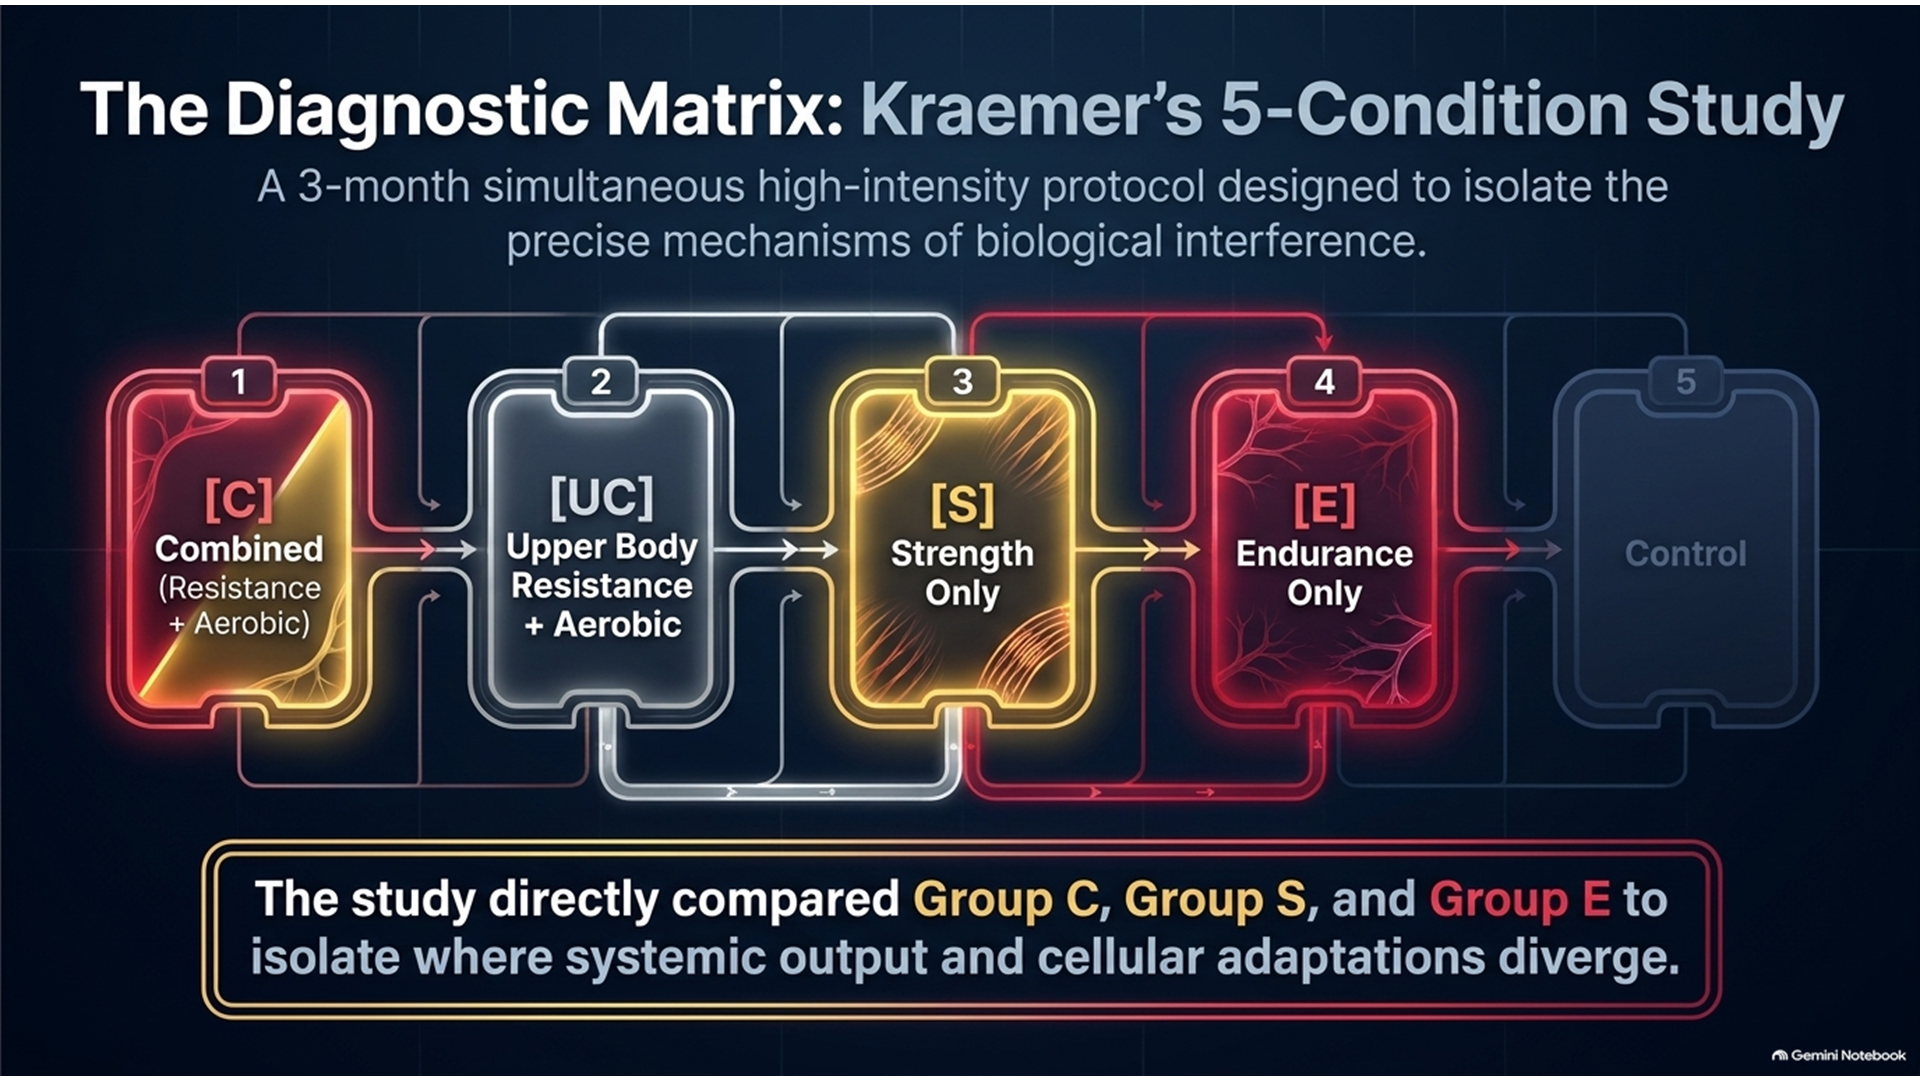 The Diagnostic Matrix: Kraemer's 5-Condition Study
A 3-month simultaneous high-intensity protocol designed to isolate the
precise mechanisms of biological interference.
1
[C]
Combined
(Resistance
+ Aerobic)
2
[UC]
Upper Body
Resistance
+ Aerobic
3
[S]
Strength
Only
4
[E]
Endurance
Only
5
Control
The study directly compared Group C, Group S, and Group E to
isolate where systemic output and cellular adaptations diverge.
Gemini Notebook